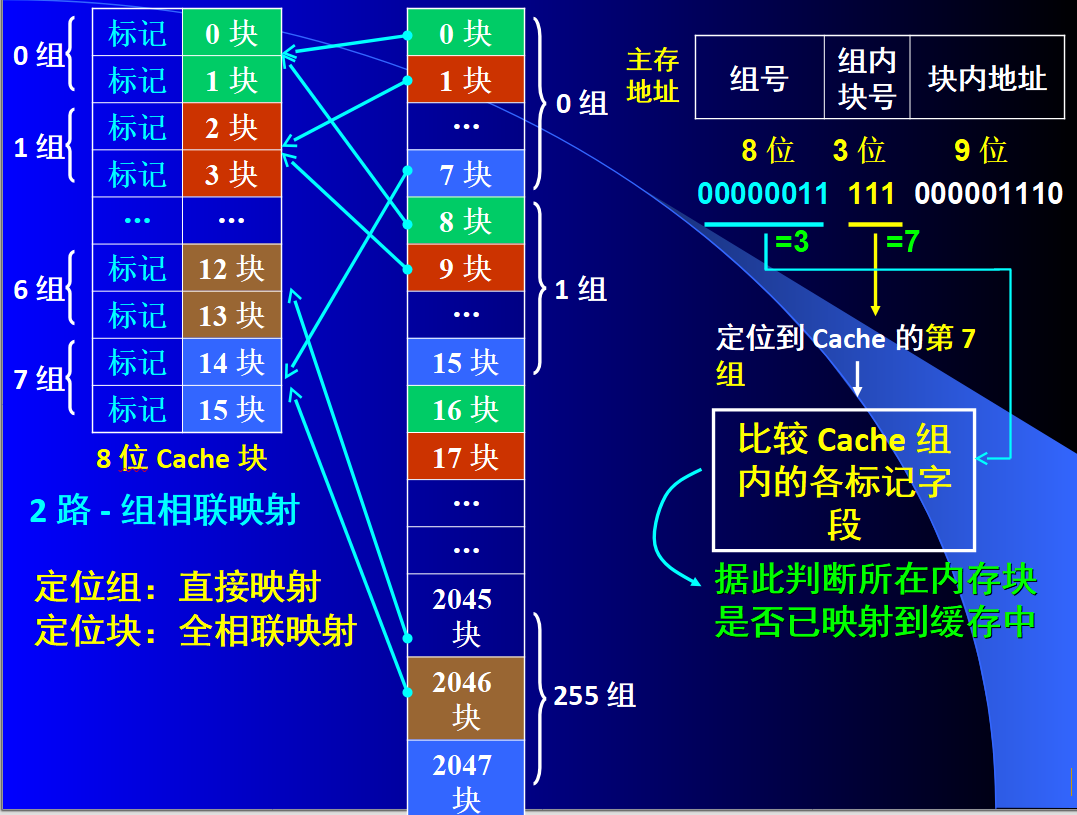 0 组
1 组
6 组
7 组
标记 0 块
标记 1 块
标记 2 块
标记 3 块
... ...
标记 12 块
标记 13 块
标记 14 块
标记 15 块
8 位 Cache 块
2 路 - 组相联映射
定位组：直接映射
定位块：全相联映射
0 块
1 块
...
7 块
8 块
9 块
...
15 块
16 块
17 块
...
...
2045
块
2046
块
2047
块
0 组
1 组
255 组
主存
地址
组号
组内
块号
块内地址
8 位 3 位 9 位
00000011 111 000001110
=3 =7
定位到 Cache 的第 7
组
比较 Cache 组
内的各标记字
段
据此判断所在内存块
是否已映射到缓存中